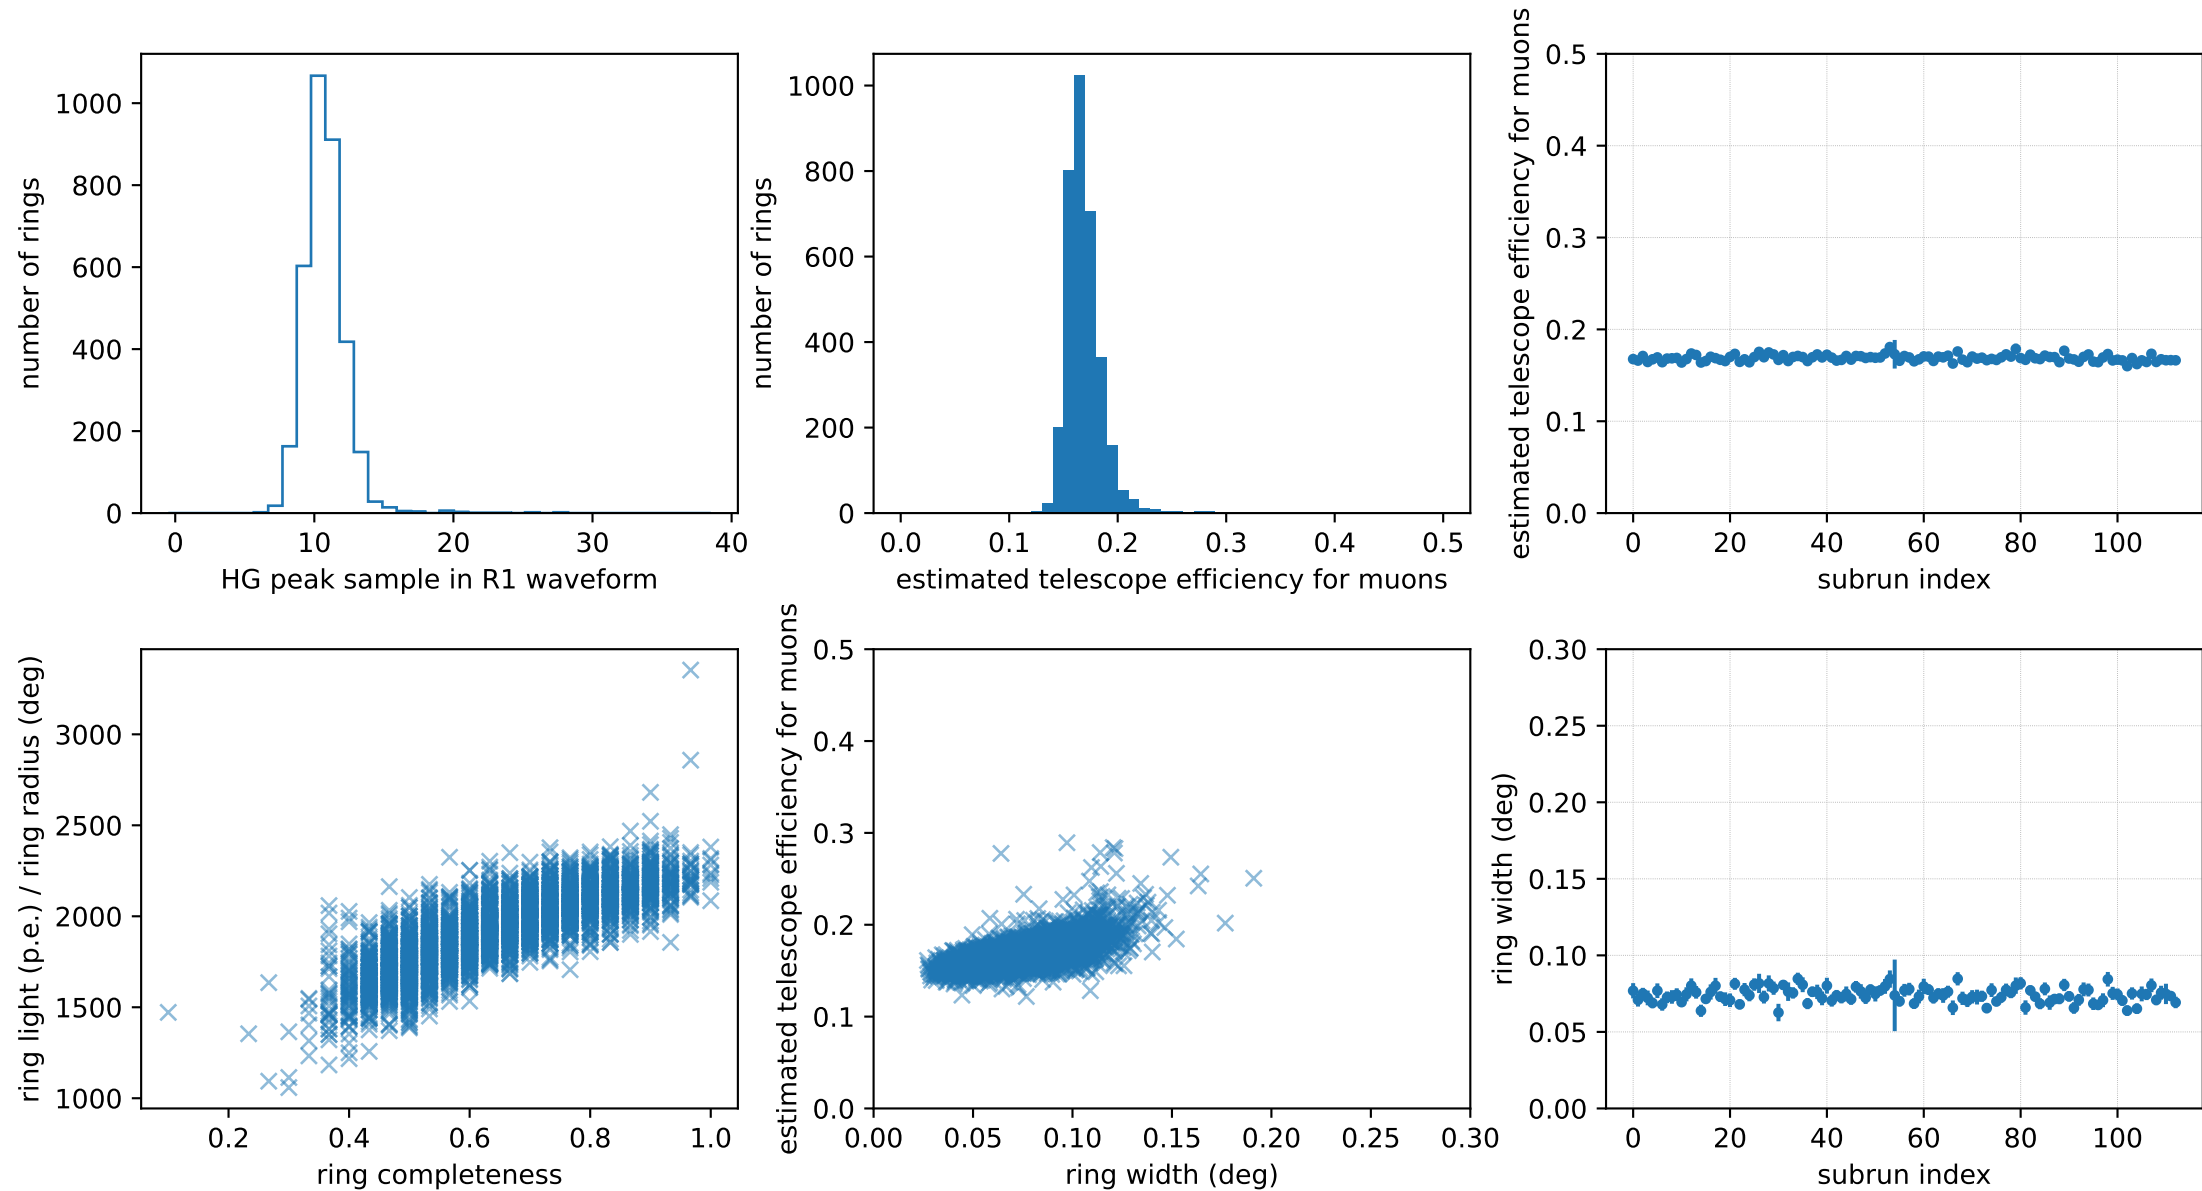 number of rings
1000
800
600
400
200
0
0 10 20 30 40
HG peak sample in R1 waveform
number of rings
1000
800
600
400
200
0
0.0 0.1 0.2 0.3 0.4 0.5
estimated telescope efficiency for muons
estimated telescope efficiency for muons
0.5
0.4
0.3
0.2
0.1
0.0
0 20 40 60 80 100
subrun index
ring light (p.e.) / ring radius (deg)
3000
2500
2000
1500
1000
0.2 0.4 0.6 0.8 1.0
ring completeness
estimated telescope efficiency for muons
0.5
0.4
0.3
0.2
0.1
0.0
0.00 0.05 0.10 0.15 0.20 0.25 0.30
ring width (deg)
ring width (deg)
0.30
0.25
0.20
0.15
0.10
0.05
0.00
0 20 40 60 80 100
subrun index